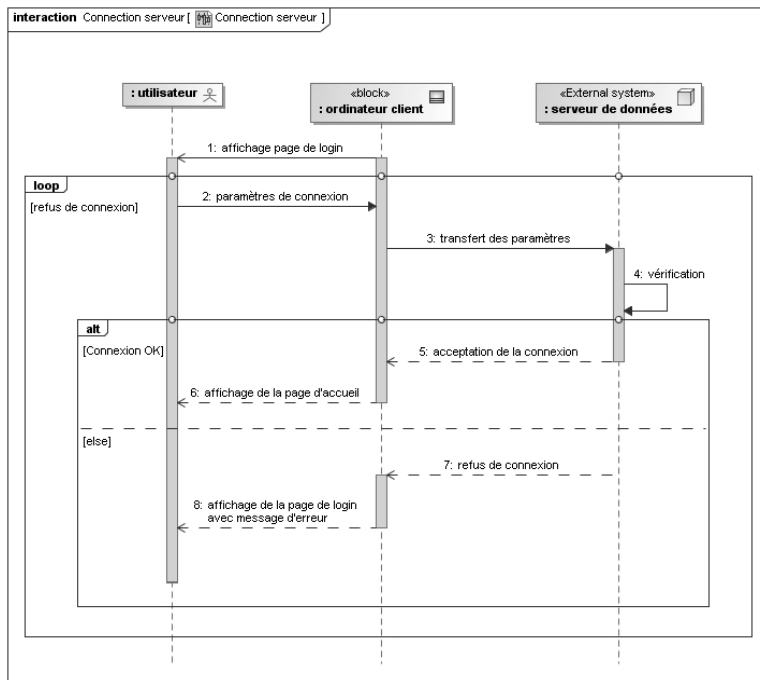 interaction Connection serveur [ Connection serveur ]
: utilisateur
«block»
: ordinateur client
«External system»
: serveur de données
1: affichage page de login
loop
[refus de connexion]
2: paramètres de connexion
3: transfert des paramètres
4: vérification
alt
[Connexion OK]
5: acceptation de la connexion
6: affichage de la page d'accueil
[else]
7: refus de connexion
8: affichage de la page de login
avec message d'erreur